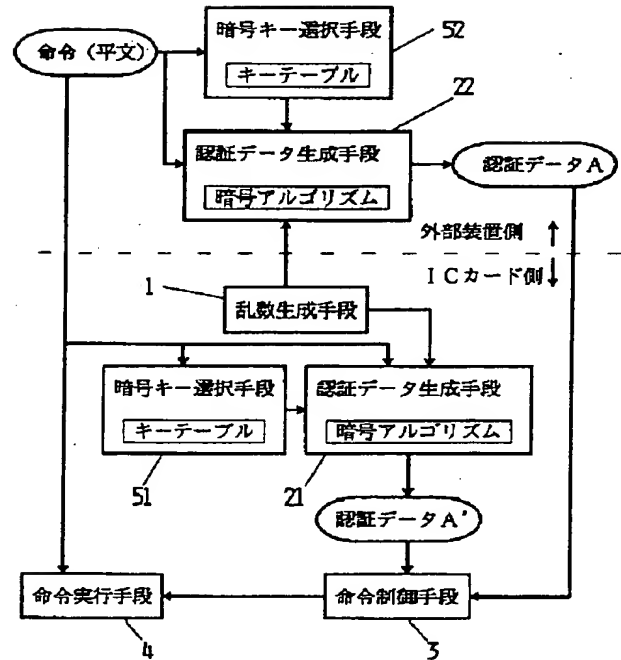 命令（平文）
暗号キー選択手段
キーテーブル
52
22
認証データ生成手段
暗号アルゴリズム
認証データA
外部装置側 ↑
ICカード側 ↓
1
乱数生成手段
暗号キー選択手段
キーテーブル
認証データ生成手段
暗号アルゴリズム
51
21
認証データA'
命令実行手段
命令制御手段
4
3